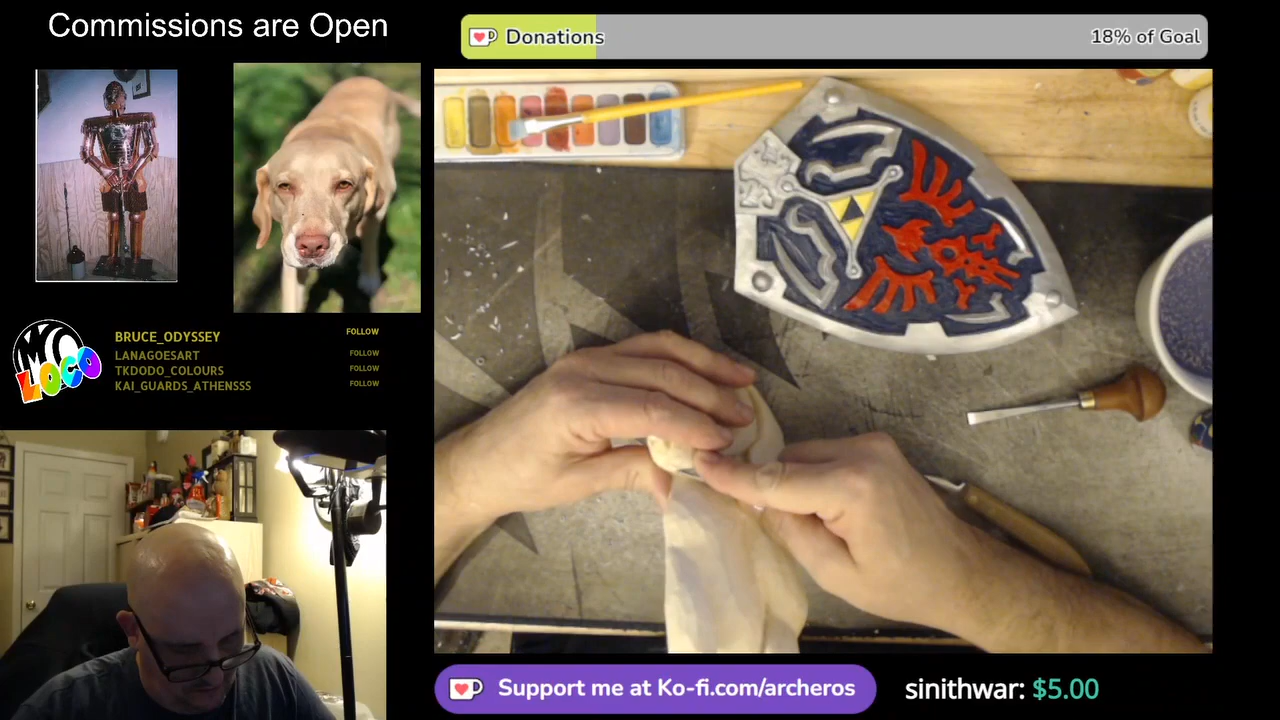 Commissions are Open
Donations
18% of Goal
MC
LOCO
BRUCE_ODYSSEY FOLLOW
LANAGOESART FOLLOW
TKDODO_COLOURS FOLLOW
KAI_GUARDS_ATHENSSS FOLLOW
Support me at Ko-fi.com/archeros
sinithwar: $5.00